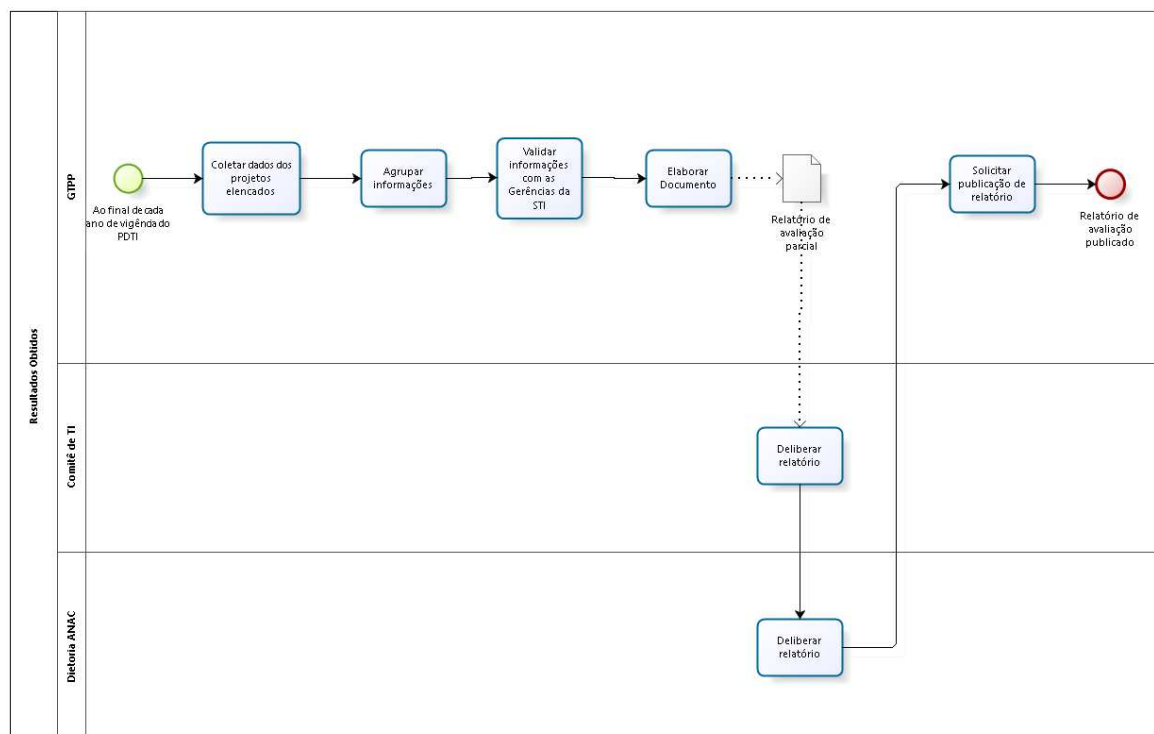 Resultados Obtidos
GTPP
Ao final de cada
ano de vigênda do
PDTI
Coletar dados dos
projetos
elencados
Agrupar
informações
Validar
informações
com as
Gerências da
STI
Elaborar
Documento
Relatório de
avaliação
parcial
Solicitar
publicação de
relatório
Relatório de
avaliação
publicado
Comitê de TI
Deliberar
relatório
Dietoria ANAC
Deliberar
relatório